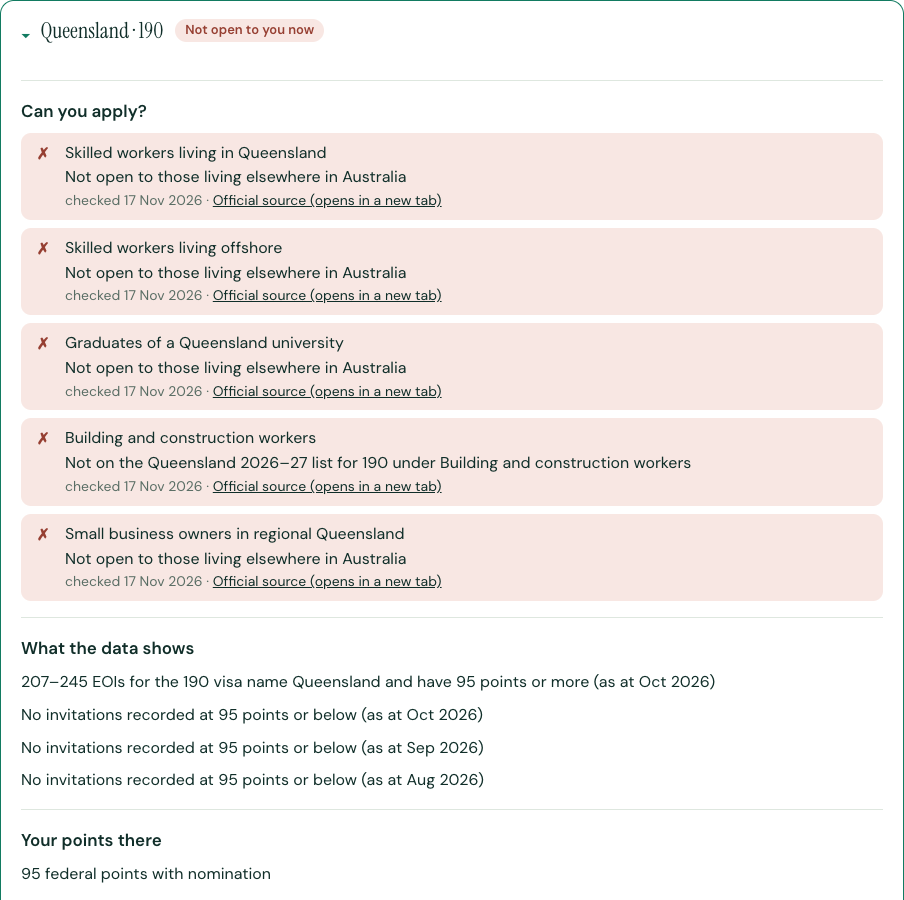 Queensland · 190 Not open to you now
Can you apply?
✗ Skilled workers living in Queensland
Not open to those living elsewhere in Australia
checked 17 Nov 2026 · Official source (opens in a new tab)
✗ Skilled workers living offshore
Not open to those living elsewhere in Australia
checked 17 Nov 2026 · Official source (opens in a new tab)
✗ Graduates of a Queensland university
Not open to those living elsewhere in Australia
checked 17 Nov 2026 · Official source (opens in a new tab)
✗ Building and construction workers
Not on the Queensland 2026–27 list for 190 under Building and construction workers
checked 17 Nov 2026 · Official source (opens in a new tab)
✗ Small business owners in regional Queensland
Not open to those living elsewhere in Australia
checked 17 Nov 2026 · Official source (opens in a new tab)
What the data shows
207–245 EOIs for the 190 visa name Queensland and have 95 points or more (as at Oct 2026)
No invitations recorded at 95 points or below (as at Oct 2026)
No invitations recorded at 95 points or below (as at Sep 2026)
No invitations recorded at 95 points or below (as at Aug 2026)
Your points there
95 federal points with nomination